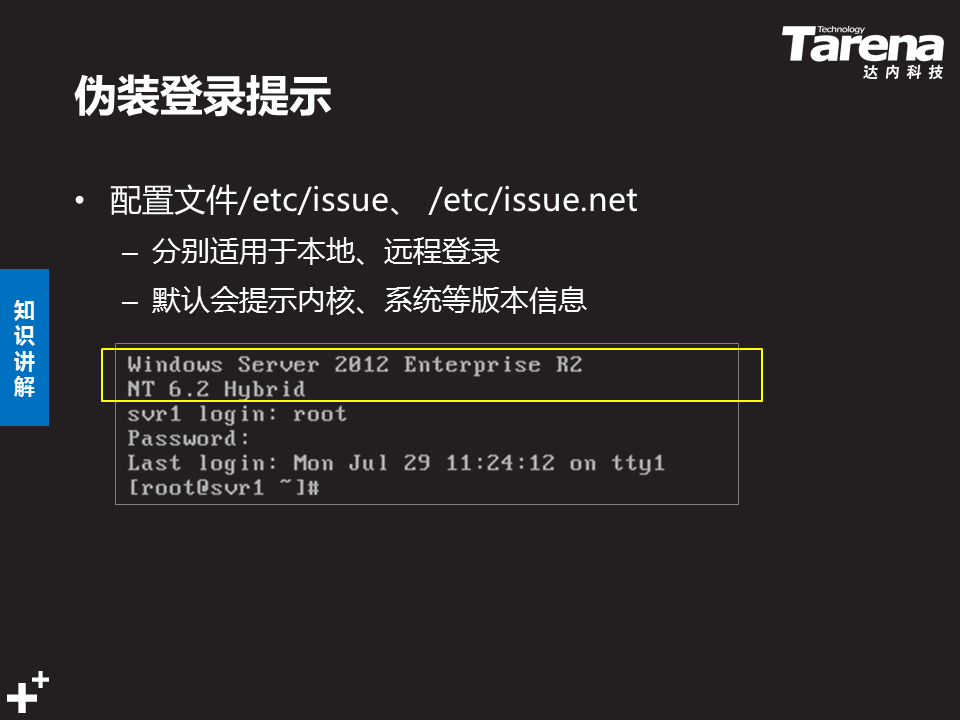 Technology
Tarena
达内科技
伪装登录提示
• 配置文件/etc/issue、 /etc/issue.net
– 分别适用于本地、远程登录
– 默认会提示内核、系统等版本信息
知识讲解
Windows Server 2012 Enterprise R2
NT 6.2 Hybrid
svr1 login: root
Password:
Last login: Mon Jul 29 11:24:12 on tty1
[root@svr1 ~]#